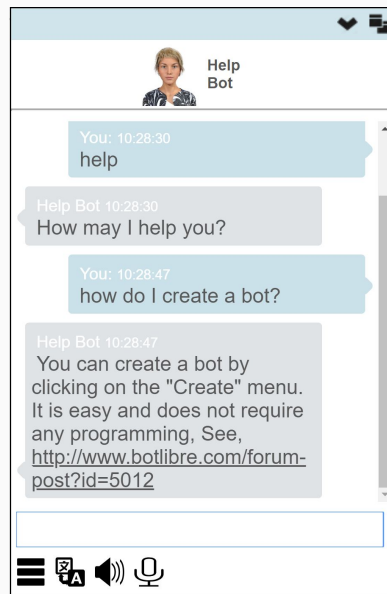 Help
Bot
You: 10:28:30
help
Help Bot 10:28:30
How may I help you?
You: 10:28:47
how do I create a bot?
Help Bot 10:28:47
You can create a bot by
clicking on the "Create" menu.
It is easy and does not require
any programming, See,
http://www.botlibre.com/forum-
post?id=5012
文
A